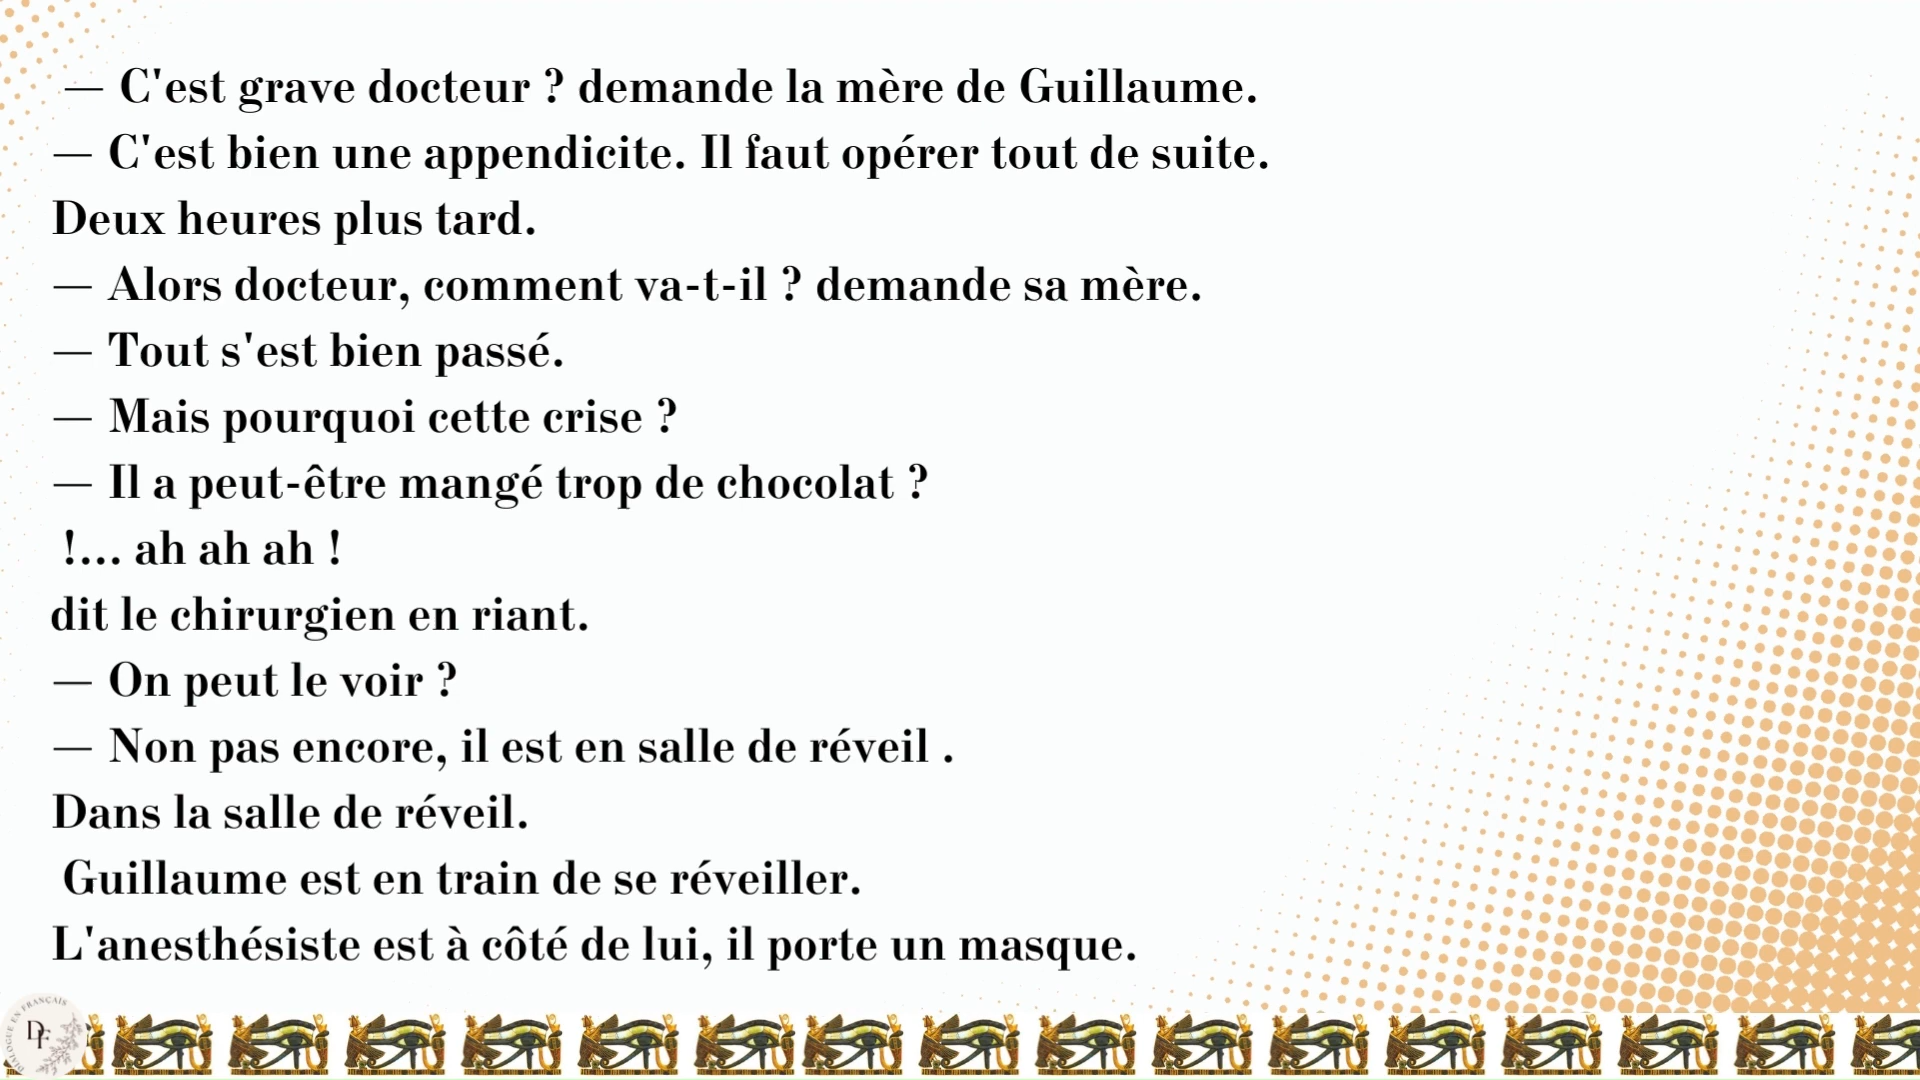 — C'est grave docteur ? demande la mère de Guillaume.
— C'est bien une appendicite. Il faut opérer tout de suite.
Deux heures plus tard.
— Alors docteur, comment va-t-il ? demande sa mère.
— Tout s'est bien passé.
— Mais pourquoi cette crise ?
— Il a peut-être mangé trop de chocolat ?
!... ah ah ah !
dit le chirurgien en riant.
— On peut le voir ?
— Non pas encore, il est en salle de réveil .
Dans la salle de réveil.
Guillaume est en train de se réveiller.
L'anesthésiste est à côté de lui, il porte un masque.
DIALOGUE EN FRANÇAIS
DF